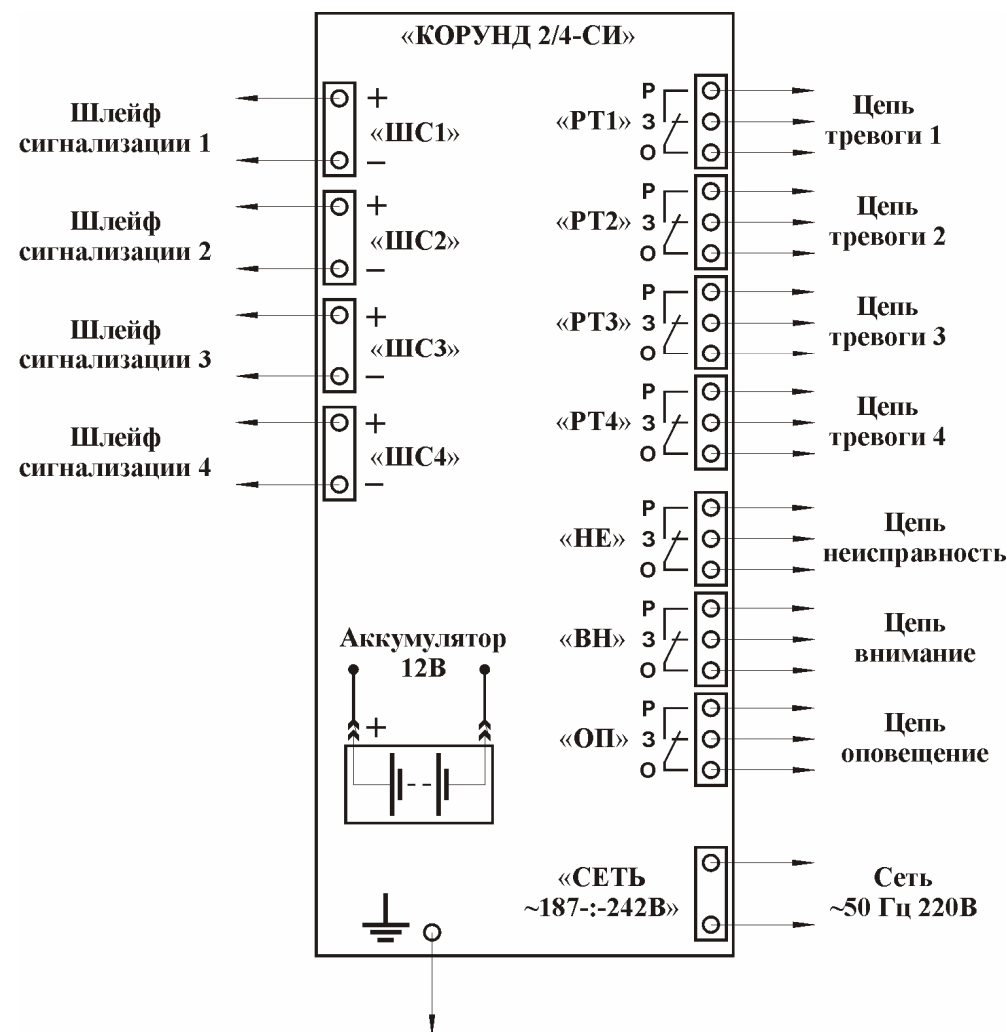 «КОРУНД 2/4-СИ»
Шлейф
сигнализации 1
+
«ШС1»
–
Шлейф
сигнализации 2
+
«ШС2»
–
Шлейф
сигнализации 3
+
«ШС3»
–
Шлейф
сигнализации 4
+
«ШС4»
–
Р
«РТ1» З
О
Цепь
тревоги 1
Р
«РТ2» З
О
Цепь
тревоги 2
Р
«РТ3» З
О
Цепь
тревоги 3
Р
«РТ4» З
О
Цепь
тревоги 4
Р
«НЕ» З
О
Цепь
неисправность
Р
«ВН» З
О
Цепь
внимание
Р
«ОП» З
О
Цепь
оповещение
Аккумулятор
12В
+
«СЕТЬ
~187-:-242В»
Сеть
~50 Гц 220В